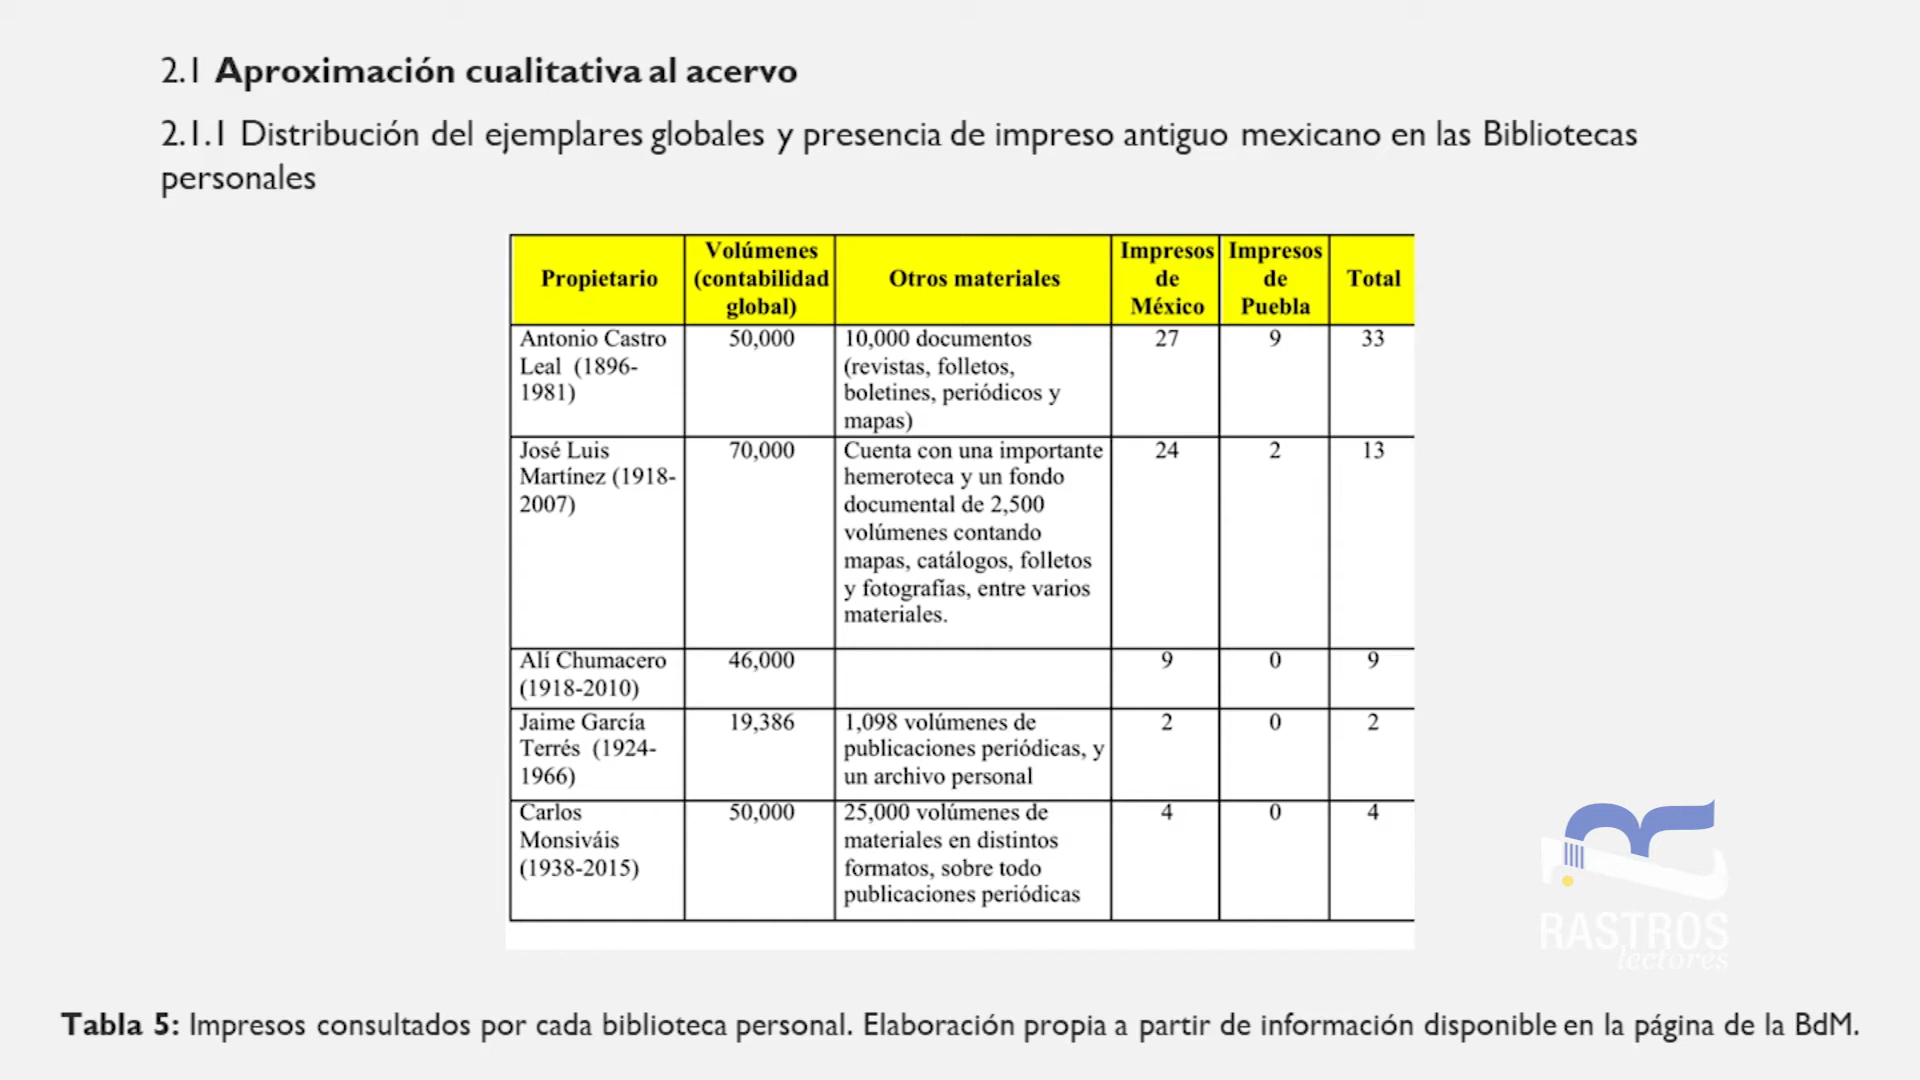 2.1 Aproximación cualitativa al acervo
2.1.1 Distribución del ejemplares globales y presencia de impreso antiguo mexicano en las Bibliotecas
personales
Propietario
Volúmenes
(contabilidad
global)
Otros materiales
Impresos
de
México
Impresos
de
Puebla
Total
Antonio Castro
Leal (1896-
1981)
50,000
10,000 documentos
(revistas, folletos,
boletines, periódicos y
mapas)
27
9
33
José Luis
Martínez (1918-
2007)
70,000
Cuenta con una importante
hemeroteca y un fondo
documental de 2,500
volúmenes contando
mapas, catálogos, folletos
y fotografías, entre varios
materiales.
24
2
13
Alí Chumacero
(1918-2010)
46,000
9
0
9
Jaime García
Terrés (1924-
1966)
19,386
1,098 volúmenes de
publicaciones periódicas, y
un archivo personal
2
0
2
Carlos
Monsiváis
(1938-2015)
50,000
25,000 volúmenes de
materiales en distintos
formatos, sobre todo
publicaciones periódicas
4
0
4
RASTROS
lectores
Tabla 5: Impresos consultados por cada biblioteca personal. Elaboración propia a partir de información disponible en la página de la BdM.